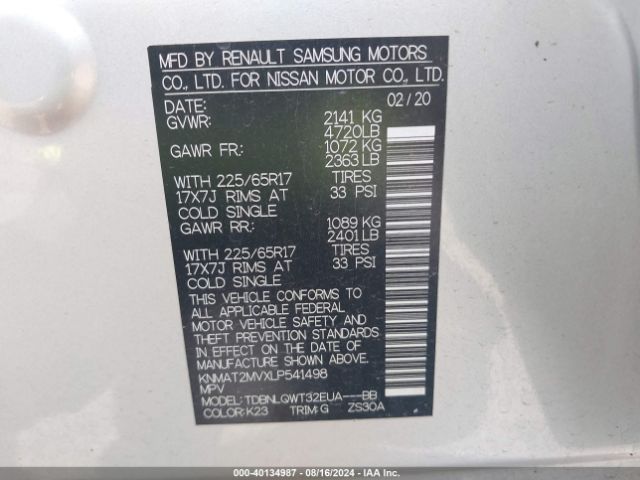 MFD BY RENAULT SAMSUNG MOTORS
CO., LTD. FOR NISSAN MOTOR CO., LTD.
DATE: 02/20
GVWR: 2141 KG
4720LB
GAWR FR: 1072 KG
2363 LB
WITH 225/65R17 TIRES
17X7J RIMS AT 33 PSI
COLD SINGLE
GAWR RR: 1089 KG
2401 LB
WITH 225/65R17 TIRES
17X7J RIMS AT 33 PSI
COLD SINGLE
THIS VEHICLE CONFORMS TO
ALL APPLICABLE FEDERAL
MOTOR VEHICLE SAFETY AND
THEFT PREVENTION STANDARDS
IN EFFECT ON THE DATE OF
MANUFACTURE SHOWN ABOVE.
KNMAT2MVXLP541498
MPV
MODEL: TDBNLQWT32EUA---BB
COLOR: K23 TRIM: G ZS30A
000-40134987 - 08/16/2024 - IAA Inc.